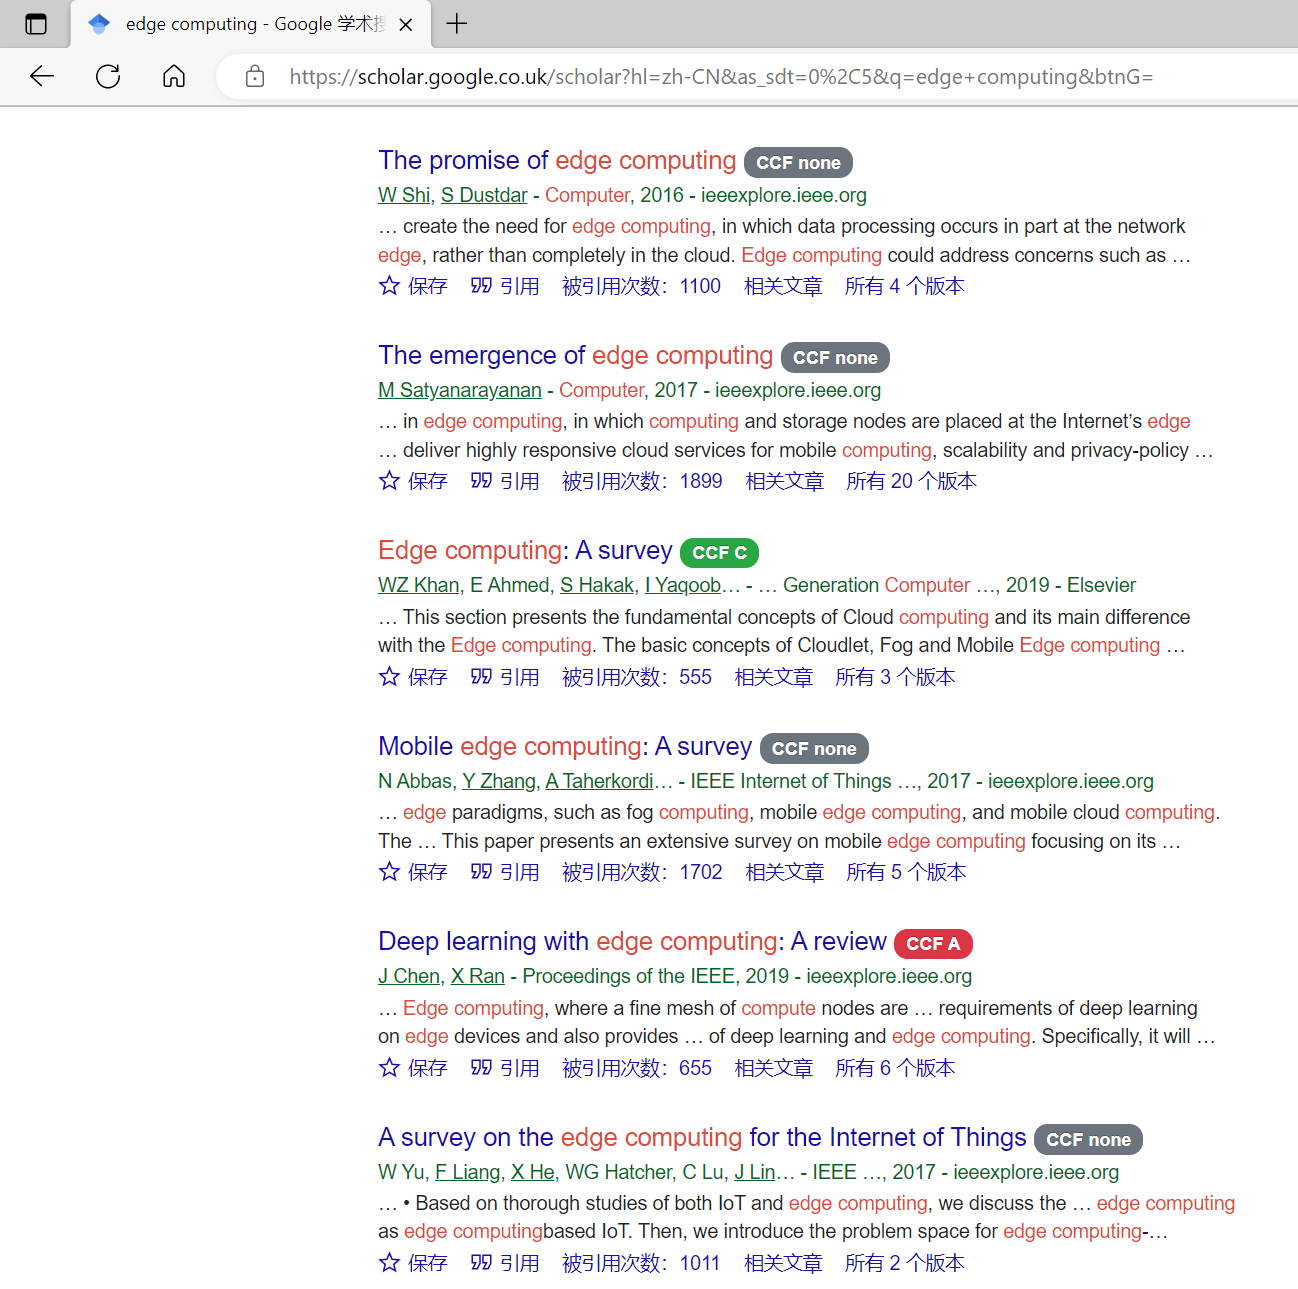 edge computing - Google 学术搜
https://scholar.google.co.uk/scholar?hl=zh-CN&as_sdt=0%2C5&q=edge+computing&btnG=
The promise of edge computing CCF none
W Shi, S Dustdar - Computer, 2016 - ieeexplore.ieee.org
… create the need for edge computing, in which data processing occurs in part at the network
edge, rather than completely in the cloud. Edge computing could address concerns such as …
保存 引用 被引用次数：1100 相关文章 所有 4 个版本
The emergence of edge computing CCF none
M Satyanarayanan - Computer, 2017 - ieeexplore.ieee.org
… in edge computing, in which computing and storage nodes are placed at the Internet’s edge
… deliver highly responsive cloud services for mobile computing, scalability and privacy-policy …
保存 引用 被引用次数：1899 相关文章 所有 20 个版本
Edge computing: A survey CCF C
WZ Khan, E Ahmed, S Hakak, I Yaqoob… - … Generation Computer …, 2019 - Elsevier
… This section presents the fundamental concepts of Cloud computing and its main difference
with the Edge computing. The basic concepts of Cloudlet, Fog and Mobile Edge computing …
保存 引用 被引用次数：555 相关文章 所有 3 个版本
Mobile edge computing: A survey CCF none
N Abbas, Y Zhang, A Taherkordi… - IEEE Internet of Things …, 2017 - ieeexplore.ieee.org
… edge paradigms, such as fog computing, mobile edge computing, and mobile cloud computing.
The … This paper presents an extensive survey on mobile edge computing focusing on its …
保存 引用 被引用次数：1702 相关文章 所有 5 个版本
Deep learning with edge computing: A review CCF A
J Chen, X Ran - Proceedings of the IEEE, 2019 - ieeexplore.ieee.org
… Edge computing, where a fine mesh of compute nodes are … requirements of deep learning
on edge devices and also provides … of deep learning and edge computing. Specifically, it will …
保存 引用 被引用次数：655 相关文章 所有 6 个版本
A survey on the edge computing for the Internet of Things CCF none
W Yu, F Liang, X He, WG Hatcher, C Lu, J Lin… - IEEE …, 2017 - ieeexplore.ieee.org
… • Based on thorough studies of both IoT and edge computing, we discuss the … edge computing
as edge computingbased IoT. Then, we introduce the problem space for edge computing-…
保存 引用 被引用次数：1011 相关文章 所有 2 个版本